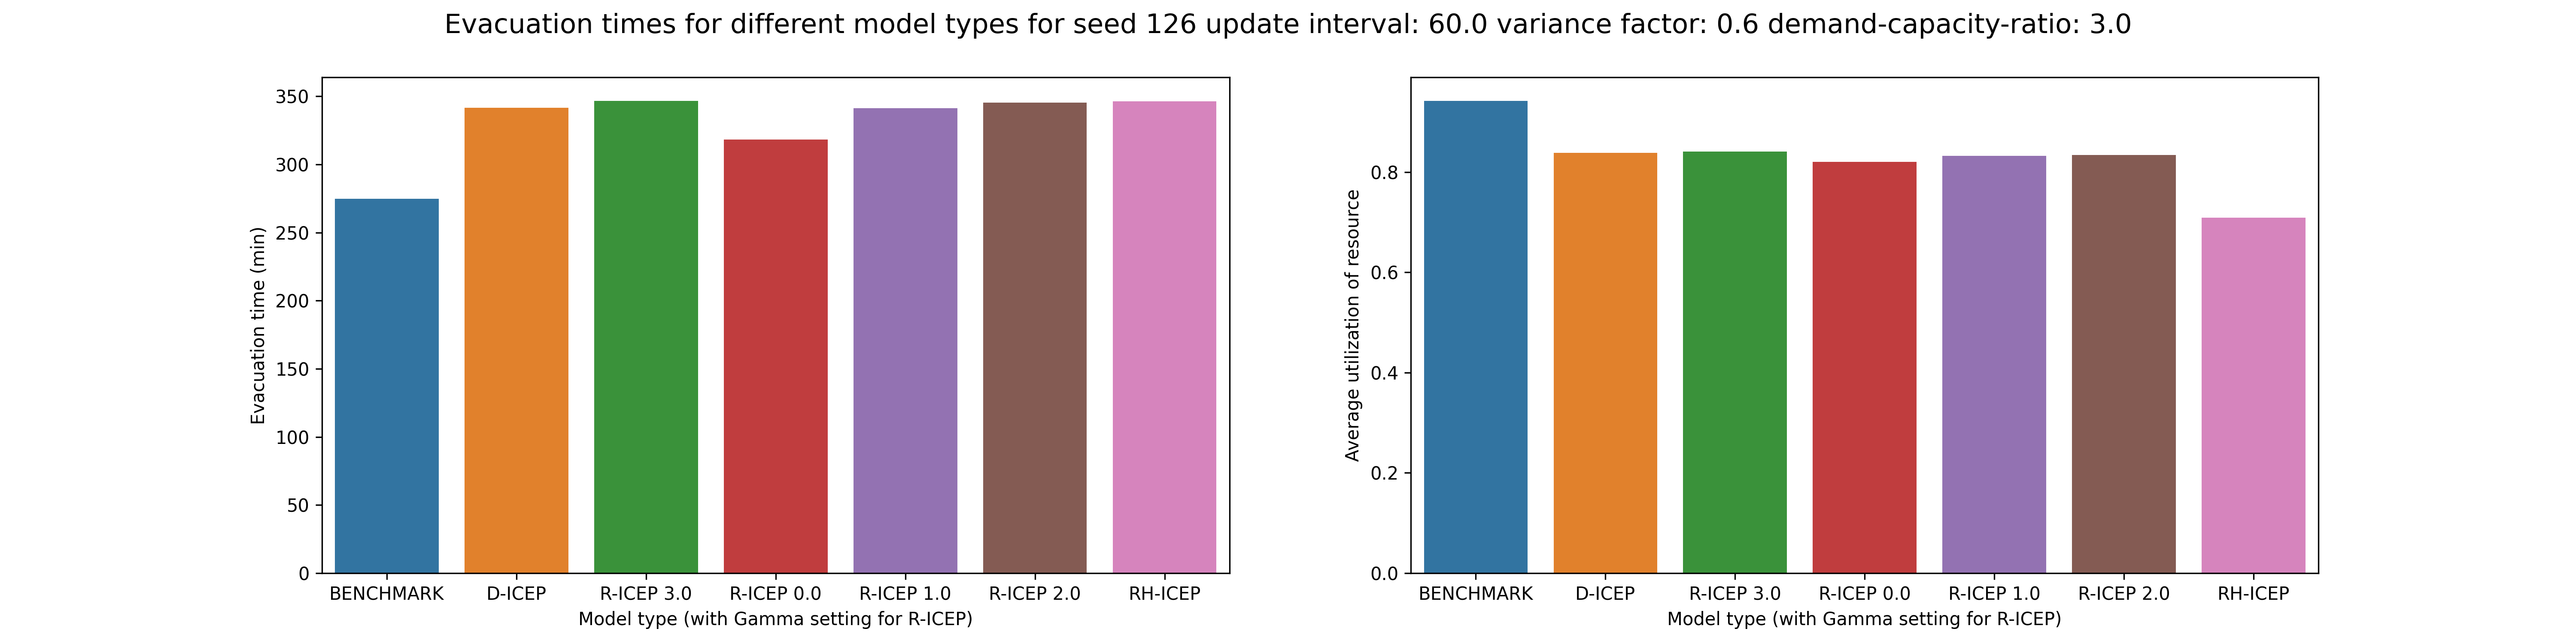 Evacuation times for different model types for seed 126 update interval: 60.0 variance factor: 0.6 demand-capacity-ratio: 3.0
Evacuation time (min)
350
300
250
200
150
100
50
0
BENCHMARK D-ICEP R-ICEP 3.0 R-ICEP 0.0 R-ICEP 1.0 R-ICEP 2.0 RH-ICEP
Model type (with Gamma setting for R-ICEP)
Average utilization of resource
0.8
0.6
0.4
0.2
0.0
BENCHMARK D-ICEP R-ICEP 3.0 R-ICEP 0.0 R-ICEP 1.0 R-ICEP 2.0 RH-ICEP
Model type (with Gamma setting for R-ICEP)